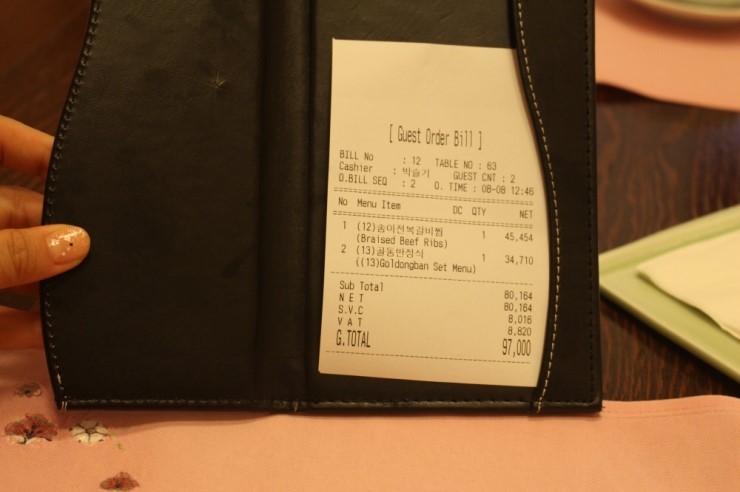 [ Guest Order Bill ]
BILL No : 12 TABLE NO : 63
Cashier : 박슬기 GUEST CNT : 2
O.BILL SEQ : 2 O. TIME : 08-08 12:46
No Menu Item DC QTY NET
1 (12)송이전복갈비찜 1 45,454
(Braised Beef Ribs)
2 (13)골동반정식 1 34,710
((13)Goldongban Set Menu)
Sub Total 80,164
N E T 80,164
S.V.C 8,016
V A T 8,820
G.TOTAL 97,000